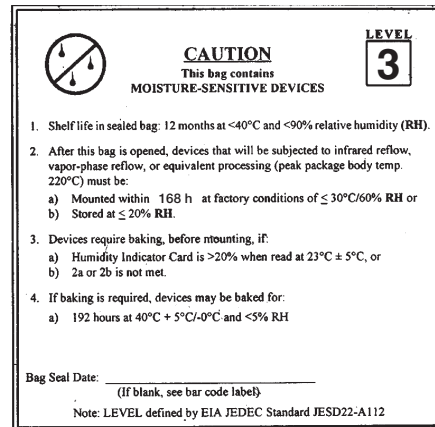 LEVEL
3
CAUTION
This bag contains
MOISTURE-SENSITIVE DEVICES
1. Shelf life in sealed bag: 12 months at <40°C and <90% relative humidity (RH).
2. After this bag is opened, devices that will be subjected to infrared reflow,
vapor-phase reflow, or equivalent processing (peak package body temp.
220°C) must be:
a) Mounted within 168 h at factory conditions of ≤ 30°C/60% RH or
b) Stored at ≤ 20% RH.
3. Devices require baking, before mounting, if:
a) Humidity Indicator Card is >20% when read at 23°C ± 5°C, or
b) 2a or 2b is not met.
4. If baking is required, devices may be baked for:
a) 192 hours at 40°C + 5°C/-0°C and <5% RH
Bag Seal Date:
(If blank, see bar code label)
Note: LEVEL defined by EIA JEDEC Standard JESD22-A112